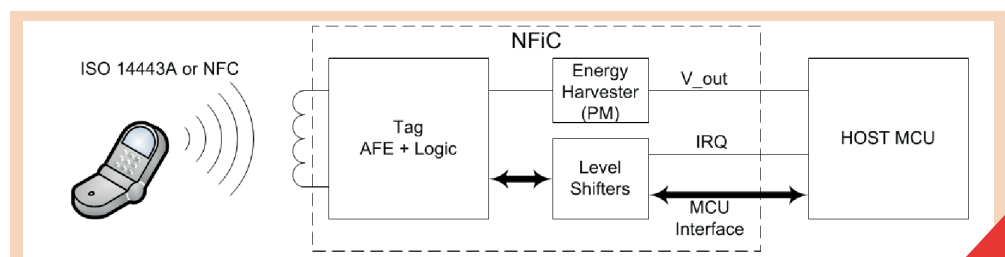 NFiC
ISO 14443A or NFC
Tag
AFE + Logic
Energy
Harvester
(PM)
V_out
Level
Shifters
IRQ
MCU
Interface
HOST MCU